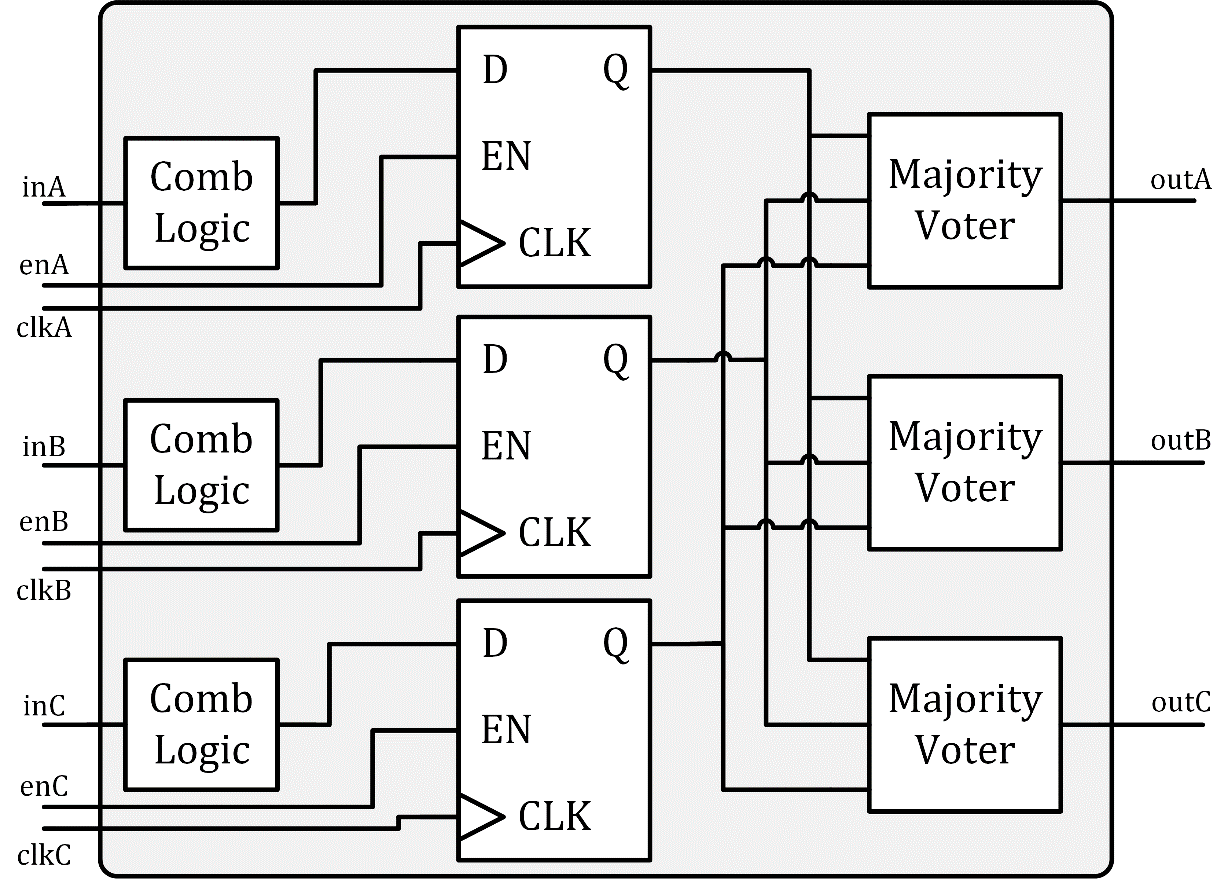 D Q
Comb
Logic
EN
Majority
Voter
inA
outA
CLK
enA
clkA
D Q
Comb
Logic
EN
Majority
Voter
inB
outB
CLK
enB
clkB
D Q
Comb
Logic
EN
Majority
Voter
inC
outC
CLK
enC
clkC